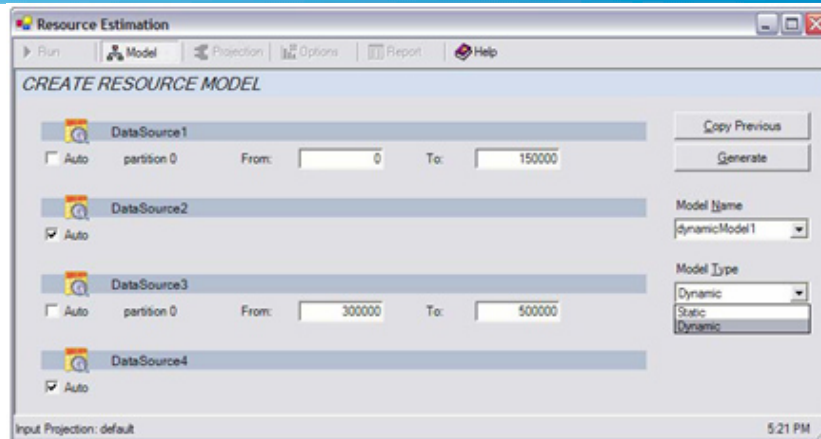 Resource Estimation
Run Model Projection Options Report Help
CREATE RESOURCE MODEL
DataSource1
Auto partition 0 From: 0 To: 150000
DataSource2
Auto
DataSource3
Auto partition 0 From: 300000 To: 500000
DataSource4
Auto
Copy Previous
Generate
Model Name
dynamicModel1
Model Type
Dynamic
Static
Dynamic
Input Projection: default 5:21 PM